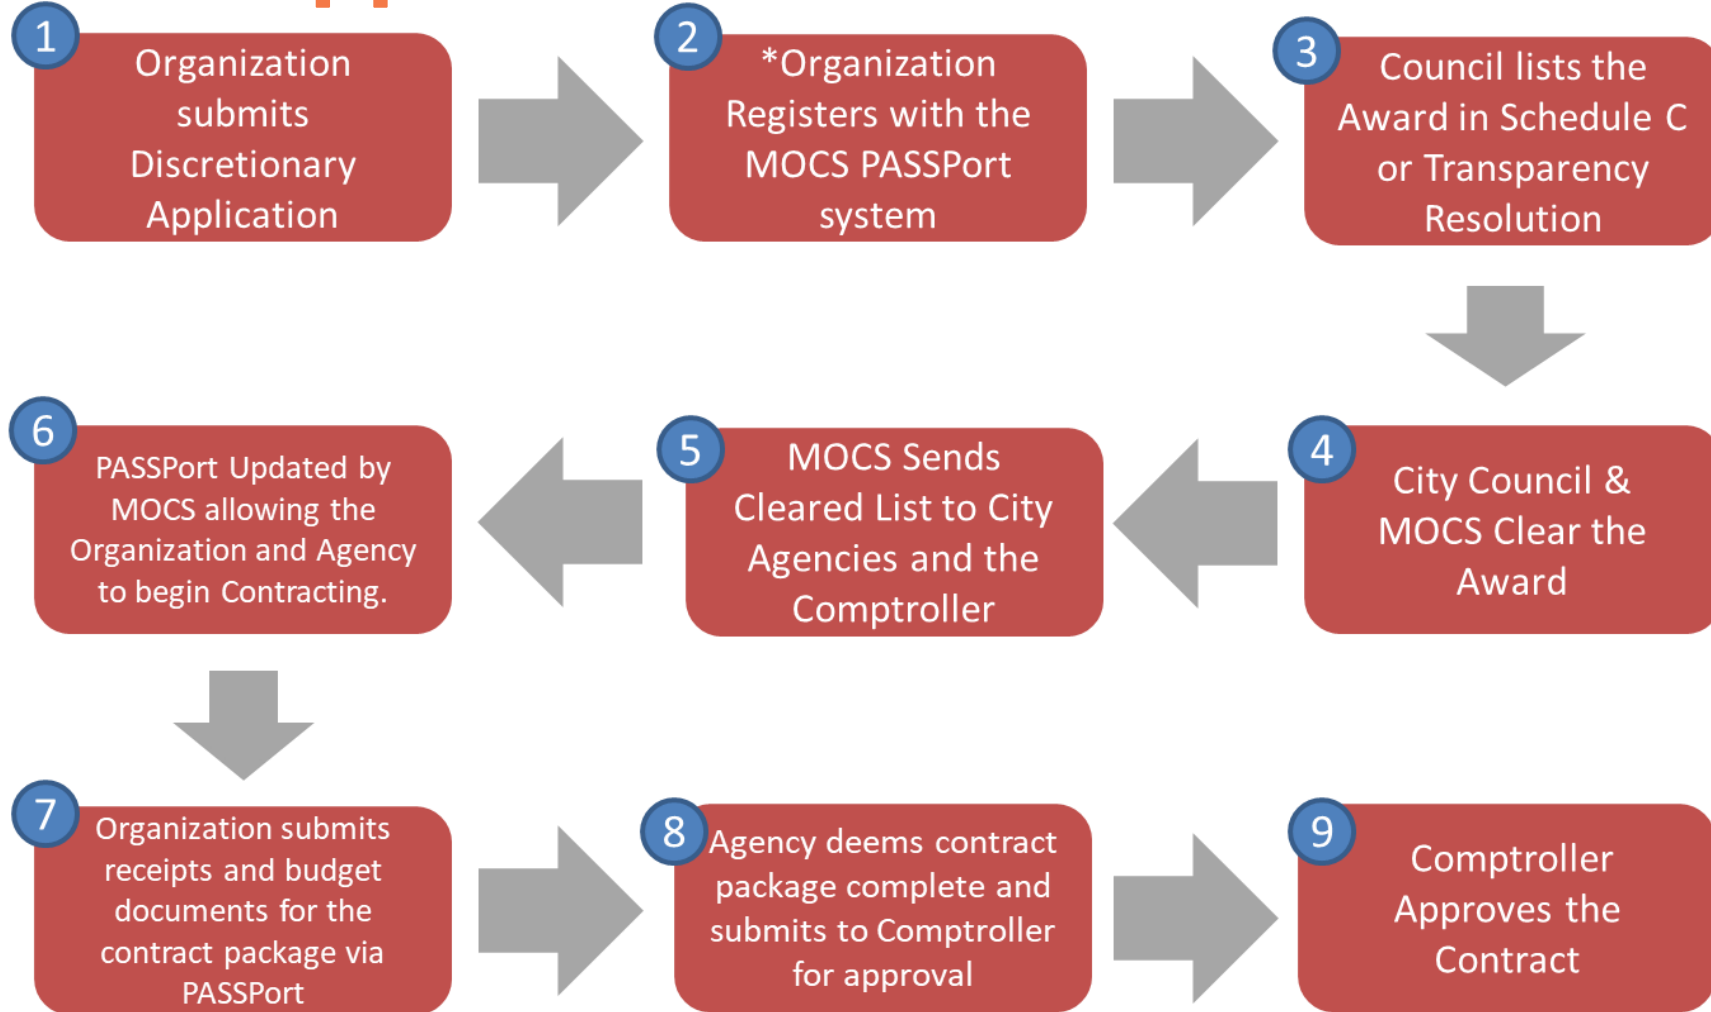 1
Organization
submits
Discretionary
Application
2
*Organization
Registers with the
MOCS PASSPort
system
3
Council lists the
Award in Schedule C
or Transparency
Resolution
4
City Council &
MOCS Clear the
Award
5
MOCS Sends
Cleared List to City
Agencies and the
Comptroller
6
PASSPort Updated by
MOCS allowing the
Organization and Agency
to begin Contracting.
7
Organization submits
receipts and budget
documents for the
contract package via
PASSPort
8
Agency deems contract
package complete and
submits to Comptroller
for approval
9
Comptroller
Approves the
Contract